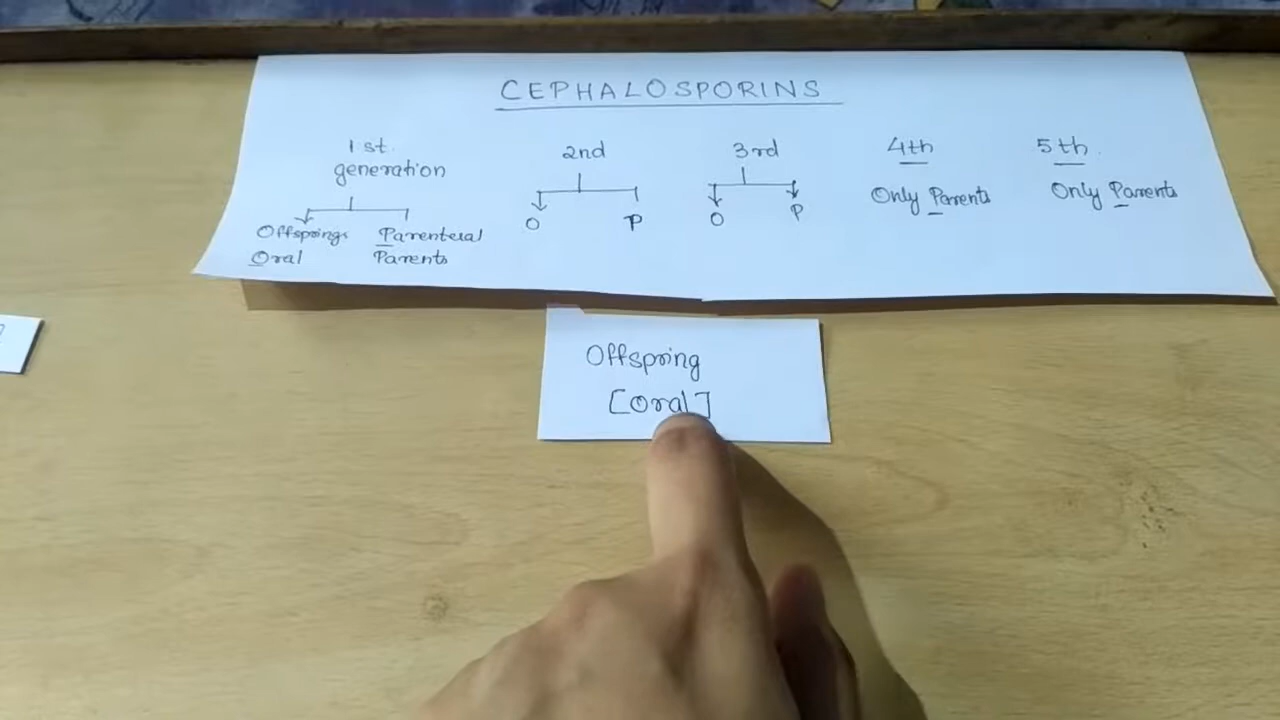 CEPHALOSPORINS
1st
generation
Offsprings
Oral
Parenteral
Parents
2nd
O
P
3rd
O
P
4th
Only Parents
5th
Only Parents
Offspring
[Oral]